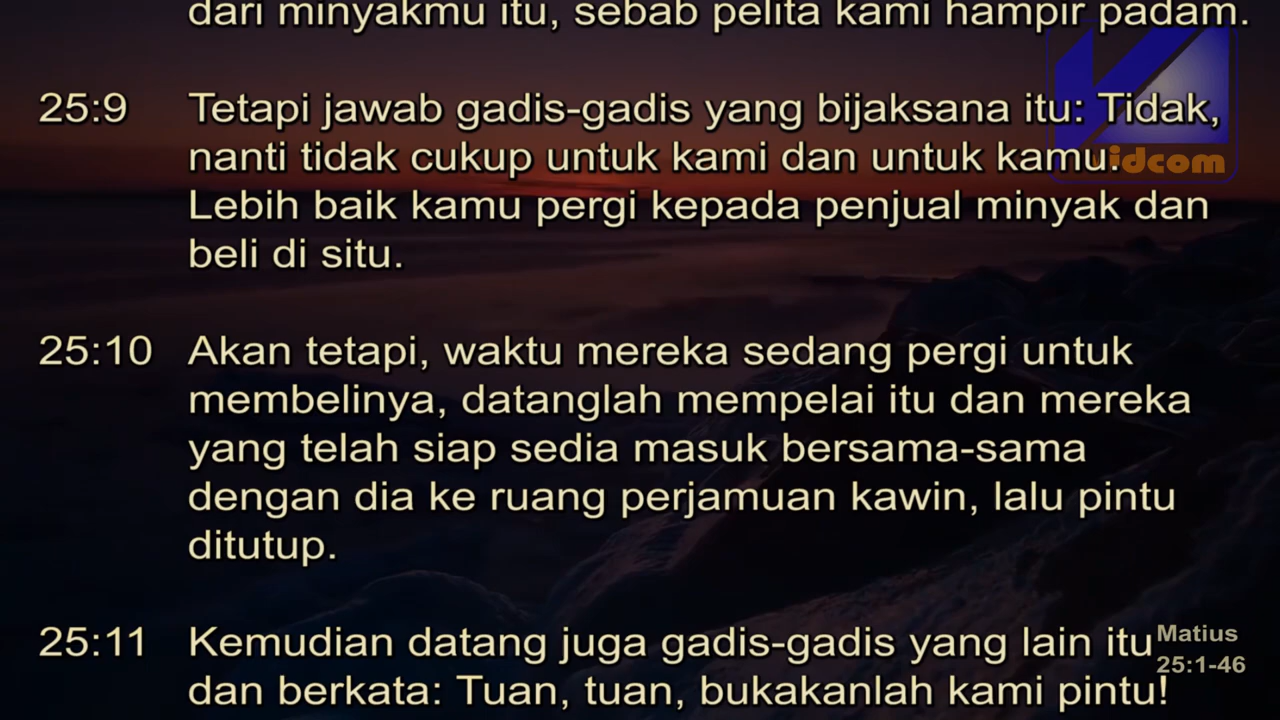 dari minyakmu itu, sebab pelita kami hampir padam.
25:9 Tetapi jawab gadis-gadis yang bijaksana itu: Tidak,
nanti tidak cukup untuk kami dan untuk kamu.
Lebih baik kamu pergi kepada penjual minyak dan
beli di situ.
25:10 Akan tetapi, waktu mereka sedang pergi untuk
membelinya, datanglah mempelai itu dan mereka
yang telah siap sedia masuk bersama-sama
dengan dia ke ruang perjamuan kawin, lalu pintu
ditutup.
25:11 Kemudian datang juga gadis-gadis yang lain itu
dan berkata: Tuan, tuan, bukakanlah kami pintu!
vidcom
Matius
25:1-46